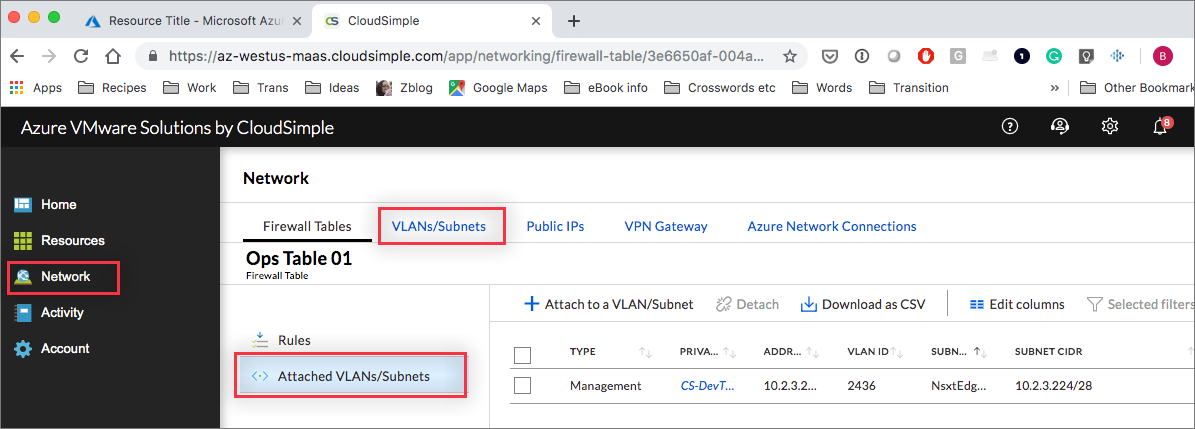 Resource Title - Microsoft Azu
CS CloudSimple
https://az-westus-maas.cloudsimple.com/app/networking/firewall-table/3e6650af-004a...
1 G B
Apps Recipes Work Trans Ideas Zblog Google Maps eBook info Crosswords etc Words Transition » Other Bookmark
Azure VMware Solutions by CloudSimple
8
Network
Home
Firewall Tables VLANs/Subnets Public IPs VPN Gateway Azure Network Connections
Resources
Ops Table 01
Firewall Table
Network
Attach to a VLAN/Subnet Detach Download as CSV Edit columns Selected filters
Activity
Rules
Account
TYPE PRIVA... ADDR... VLAN ID SUBN... SUBNET CIDR
Attached VLANs/Subnets
Management CS-DevT... 10.2.3.2... 2436 NsxtEdg... 10.2.3.224/28